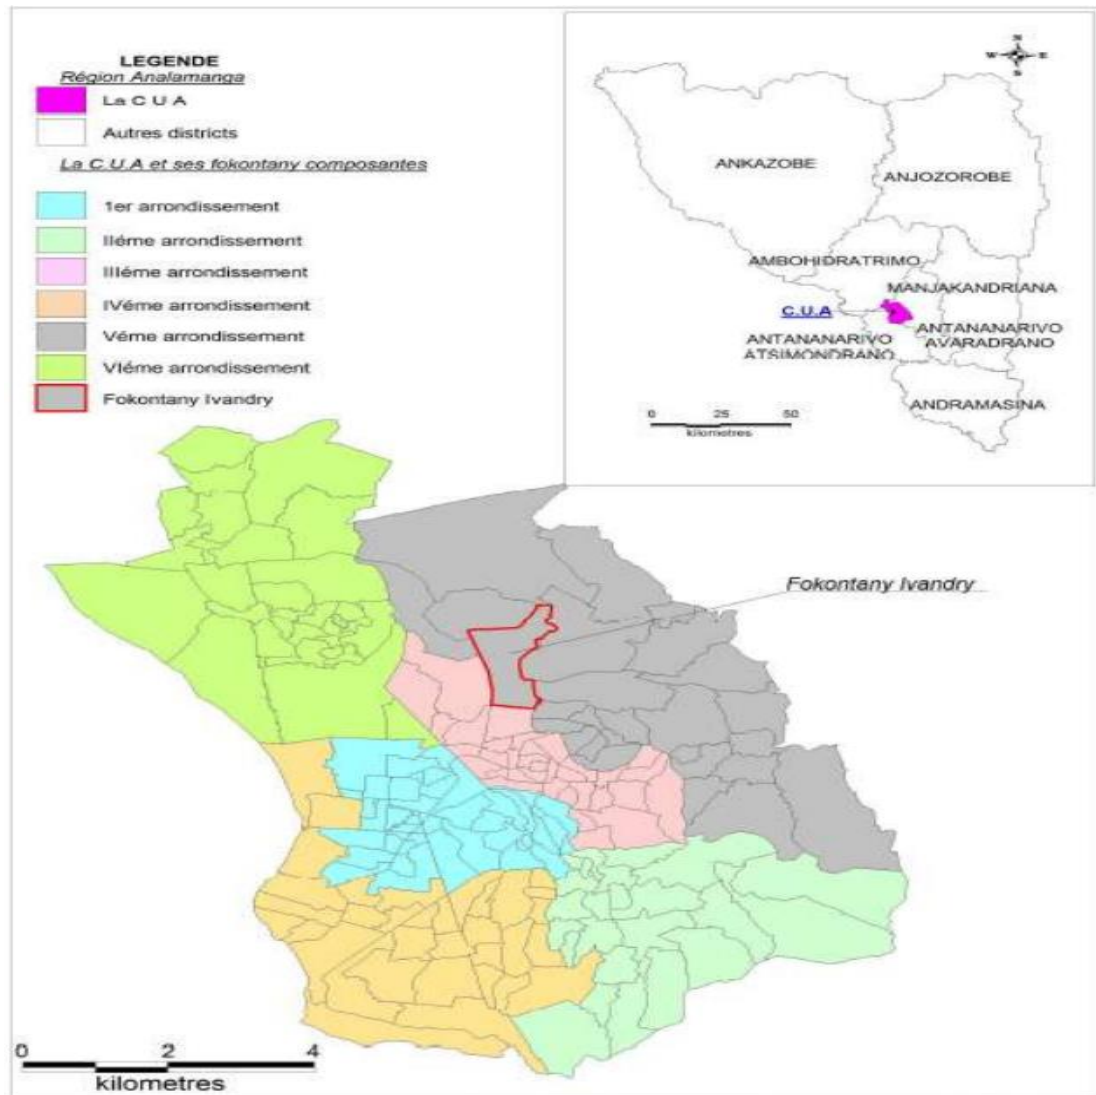 LEGENDE
Région Analamanga
La C U A
Autres districts
La C.U.A et ses fokontany composantes
1er arrondissement
IIéme arrondissement
IIIéme arrondissement
IVéme arrondissement
Véme arrondissement
VIéme arrondissement
Fokontany Ivandry
N
W E
S
ANKAZOBE
ANJOZOROBE
AMBOHIDRATRIMO
MANJAKANDRIANA
C.U.A
ANTANANARIVO
AVARADRANO
ANTANANARIVO
ATSIMONDRANO
ANDRAMASINA
0 25 50
kilometres
Fokontany Ivandry
0 2 4
kilometres